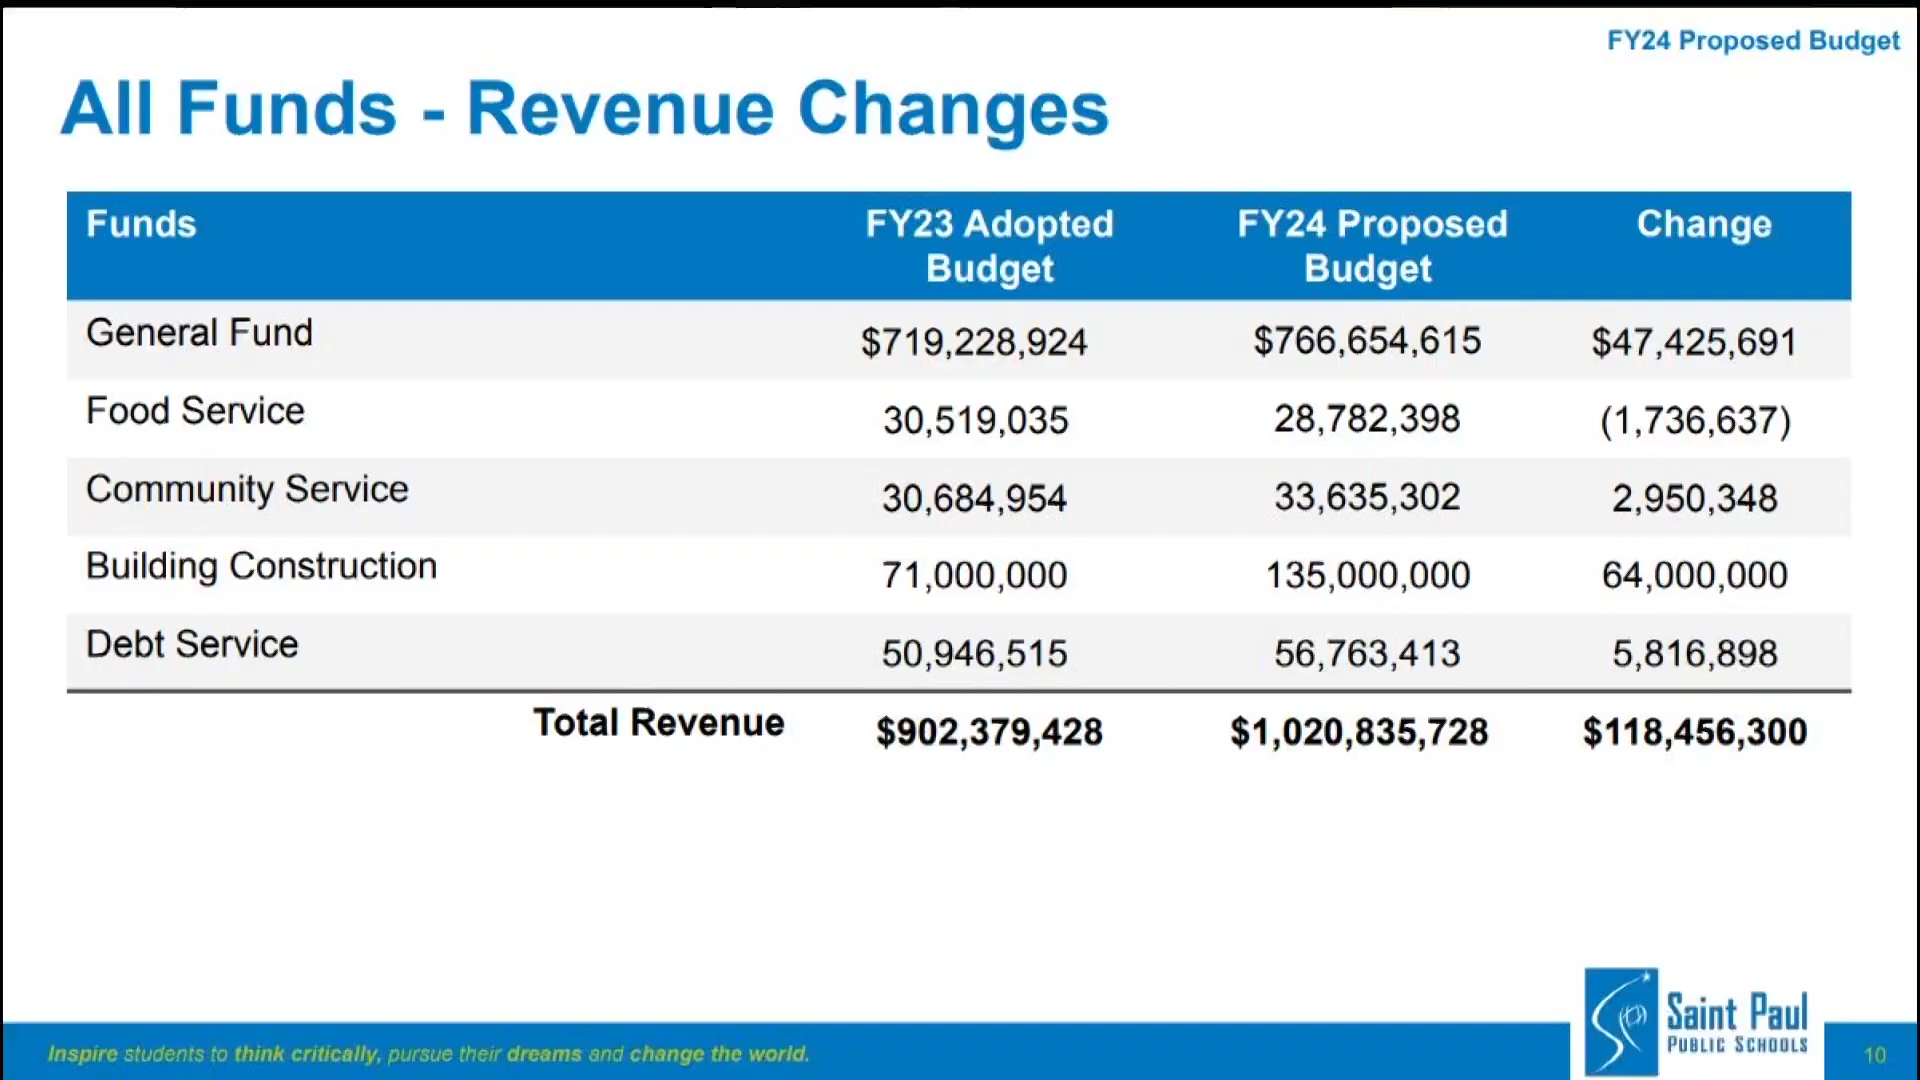 FY24 Proposed Budget
All Funds - Revenue Changes
Funds FY23 Adopted Budget FY24 Proposed Budget Change
General Fund $719,228,924 $766,654,615 $47,425,691
Food Service 30,519,035 28,782,398 (1,736,637)
Community Service 30,684,954 33,635,302 2,950,348
Building Construction 71,000,000 135,000,000 64,000,000
Debt Service 50,946,515 56,763,413 5,816,898
Total Revenue $902,379,428 $1,020,835,728 $118,456,300
Saint Paul
PUBLIC SCHOOLS
Inspire students to think critically, pursue their dreams and change the world.
10